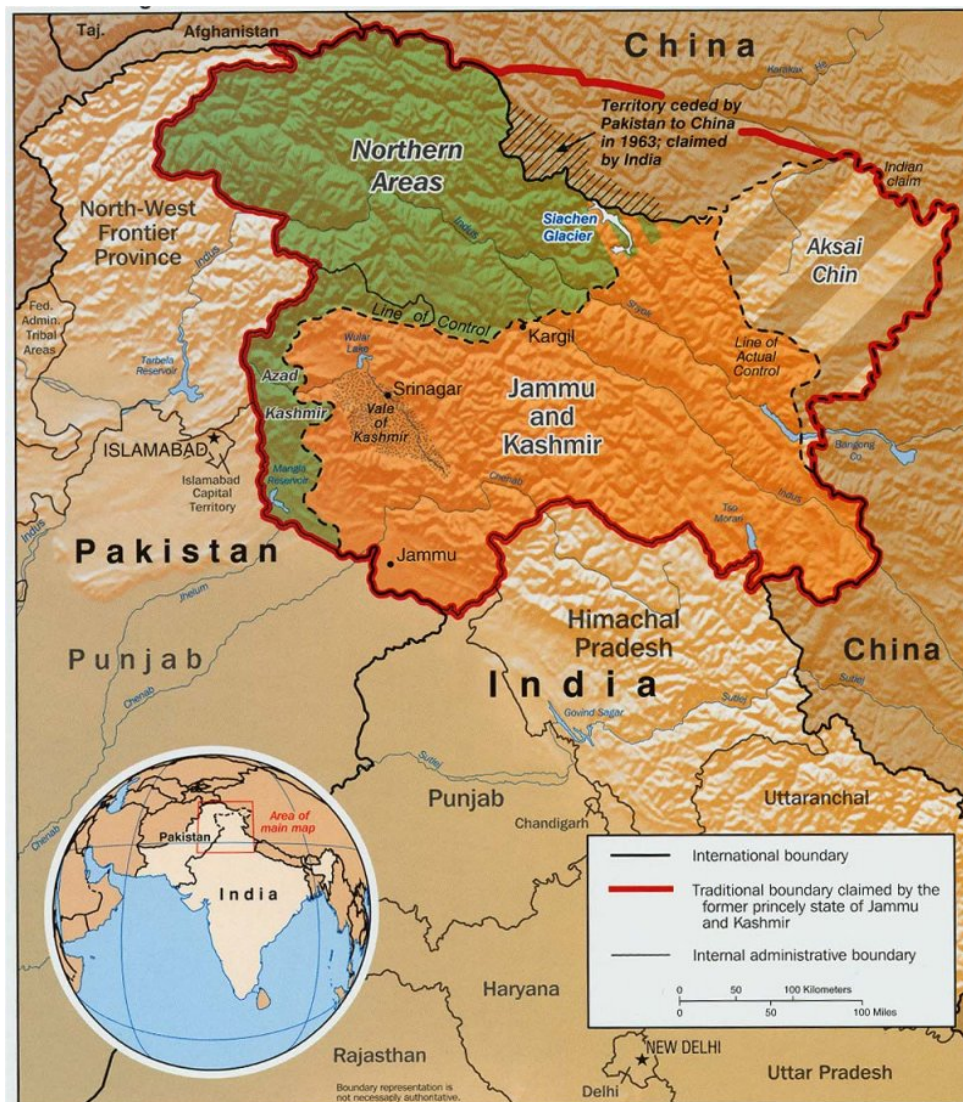 Taj.
Afghanistan
China
Karakax
He
Territory ceded by
Pakistan to China
in 1963; claimed
by India
Indian
claim
Northern
Areas
North-West
Frontier
Province
Indus
Indus
Siachen
Glacier
Aksai
Chin
Fed.
Admin.
Tribal
Areas
Line of Control
Kargil
Shyok
Line of
Actual
Control
Tarbela
Reservoir
Wular
Lake
Azad
Kashmir
Srinagar
Vale
of
Kashmir
Jammu
and
Kashmir
ISLAMABAD
Islamabad
Capital
Territory
Mangla
Reservoir
Chenab
Bangong
Co
Indus
Tso
Morari
Indus
Pakistan
Jammu
Jhelum
Himachal
Pradesh
China
Punjab
Chenab
India
Sutlej
Sutlej
Govind Sagar
Sutlej
Punjab
Uttaranchal
Chandigarh
Chenab
Area of
main map
Pakistan
India
International boundary
Traditional boundary claimed by the
former princely state of Jammu
and Kashmir
Internal administrative boundary
0 50 100 Kilometers
0 50 100 Miles
Haryana
Rajasthan
NEW DELHI
Delhi
Uttar Pradesh
Boundary representation is
not necessaply authoritative.